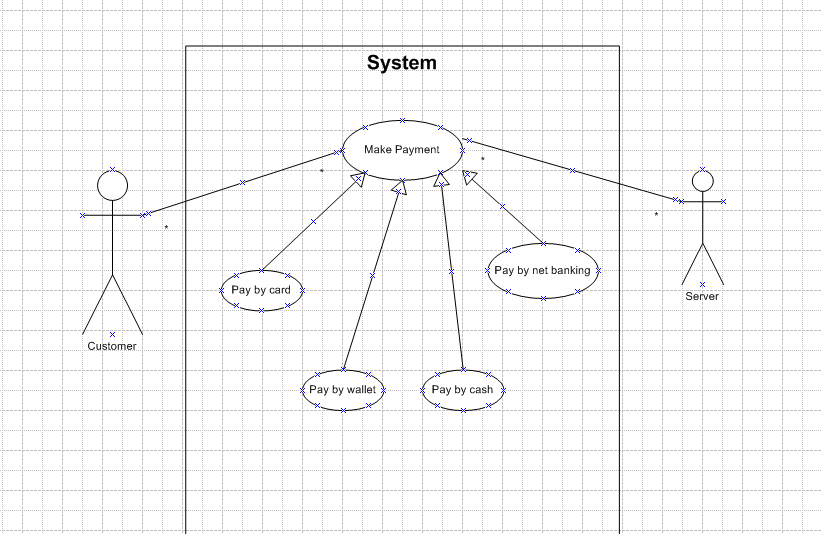 System
Make Payment
*
*
*
*
Pay by net banking
Pay by card
Server
Customer
Pay by wallet
Pay by cash